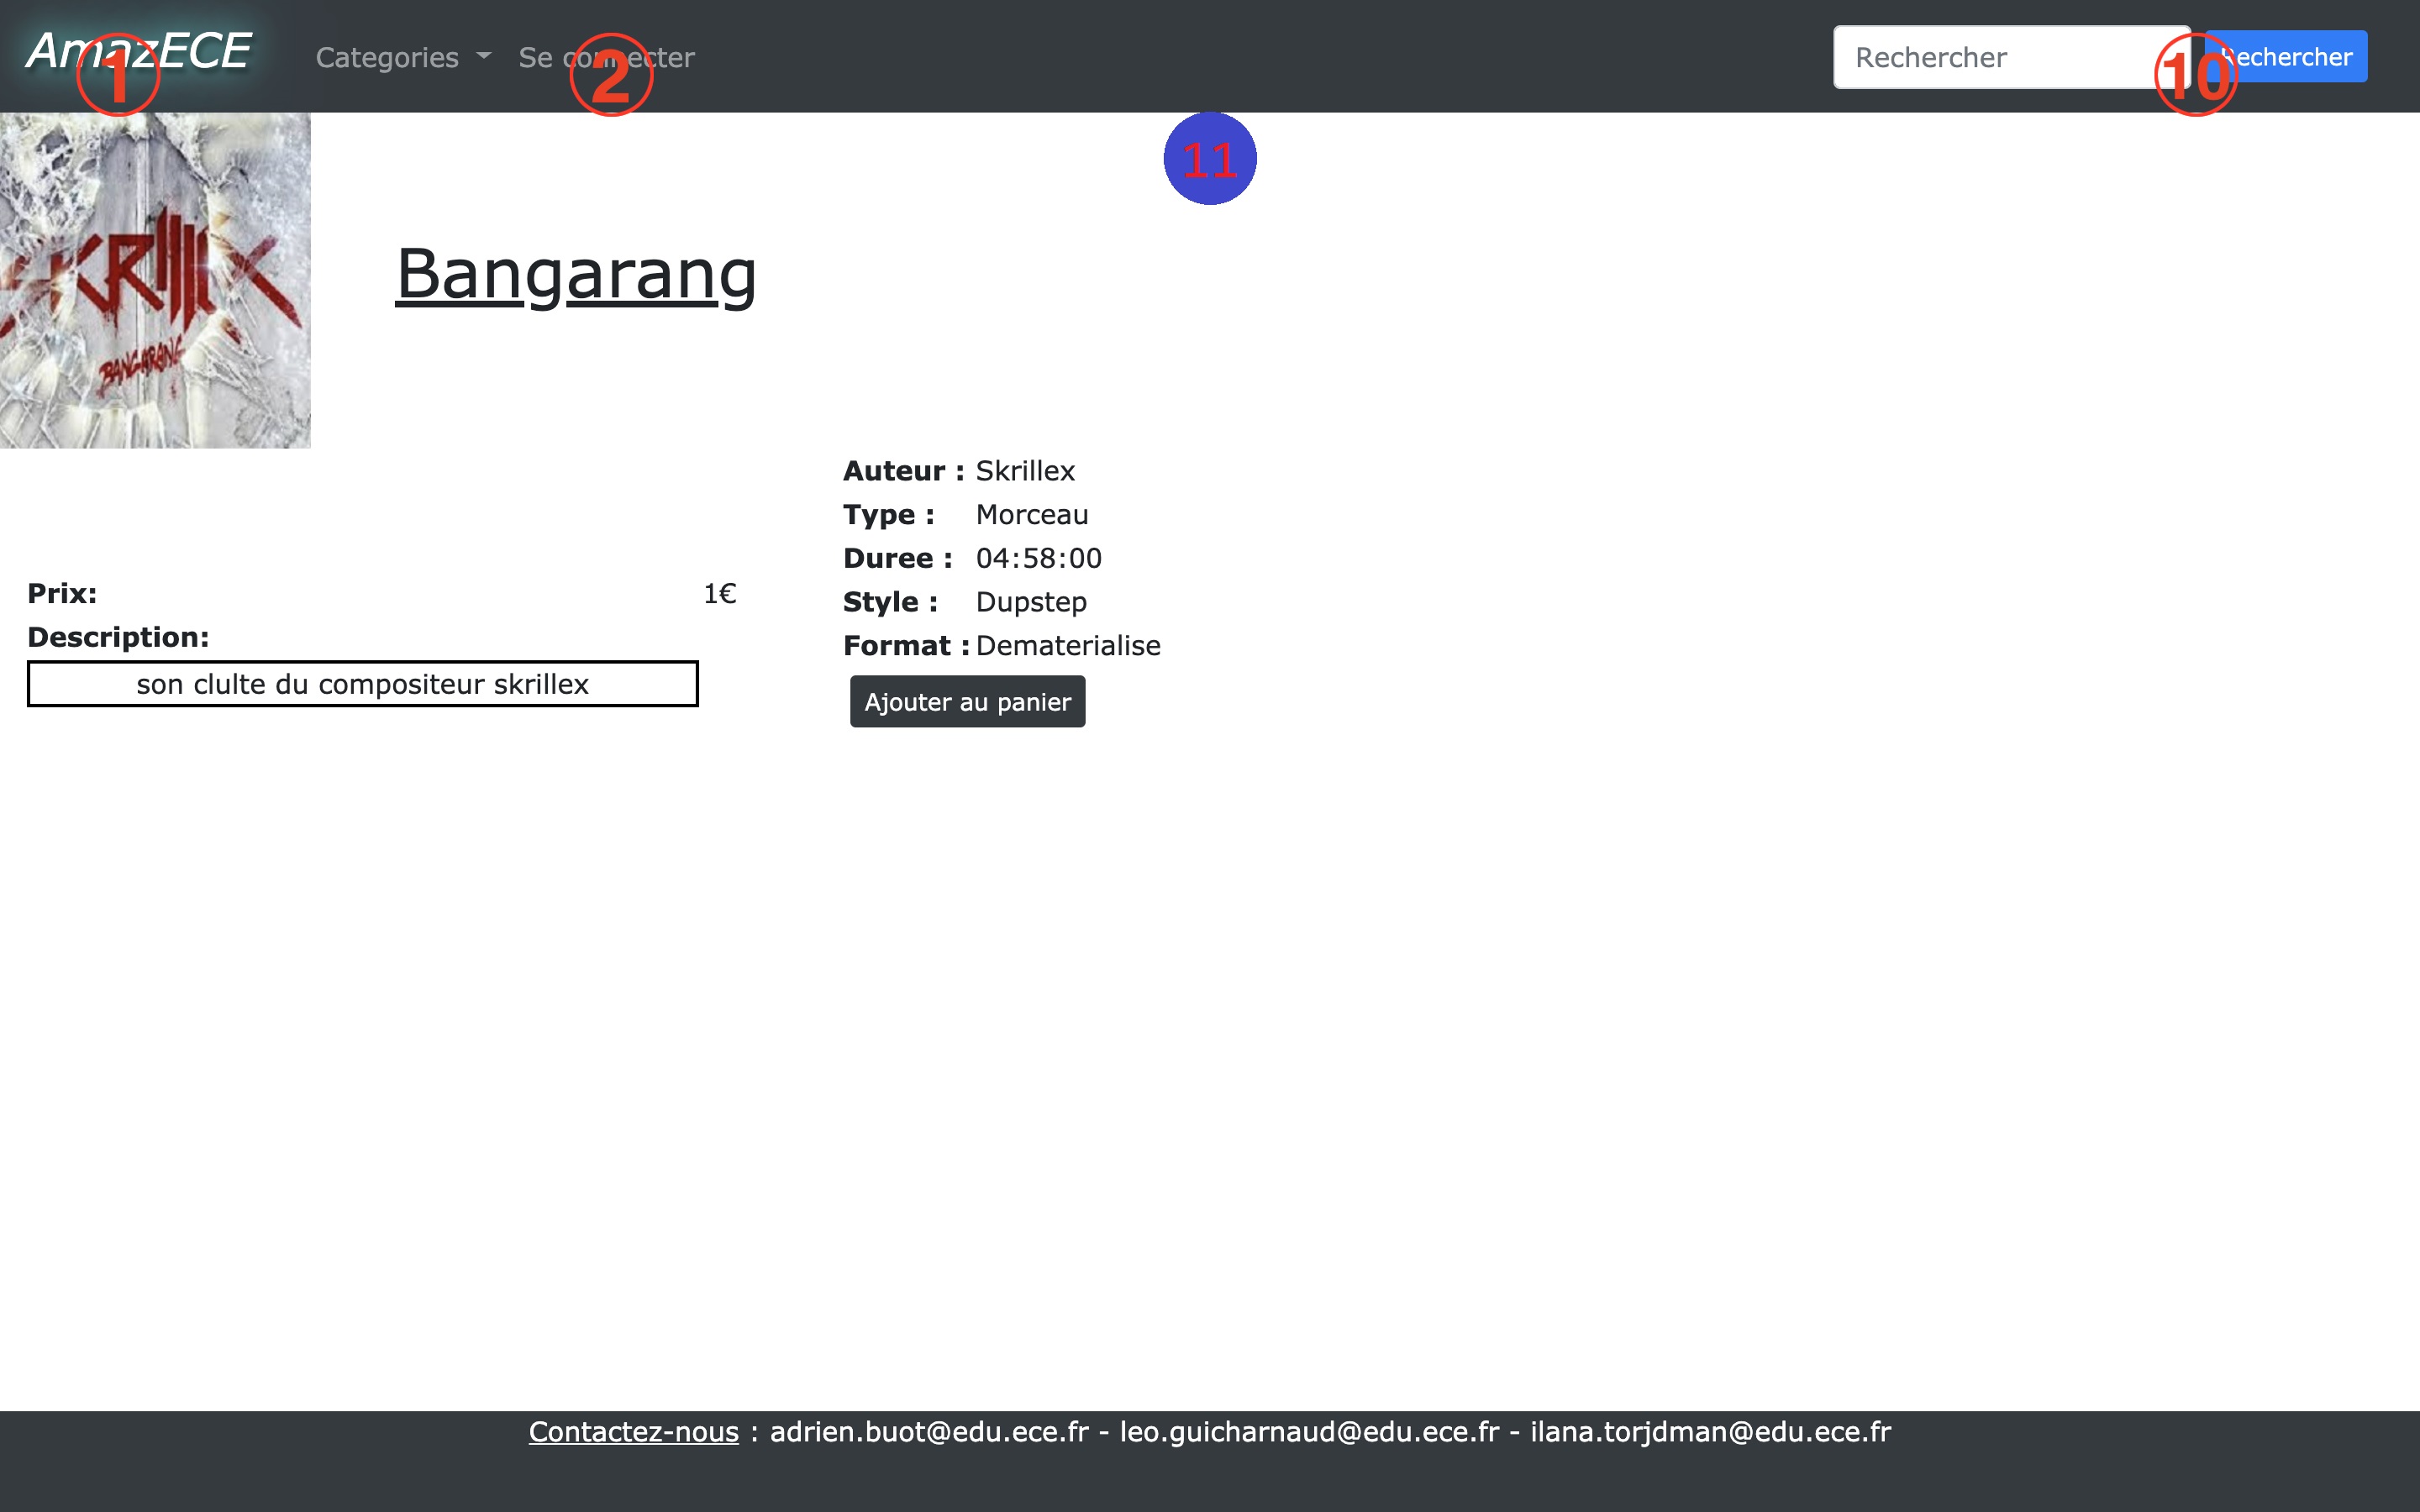 AmazECE Categories Se connecter Rechercher Rechercher
1 2 10
11
SKRILLEX
BANGARANG
Bangarang
Auteur : Skrillex
Type : Morceau
Duree : 04:58:00
Style : Dupstep
Format : Dematerialise
Ajouter au panier
Prix: 1€
Description:
son clulte du compositeur skrillex
Contactez-nous : adrien.buot@edu.ece.fr - leo.guicharnaud@edu.ece.fr - ilana.torjdman@edu.ece.fr